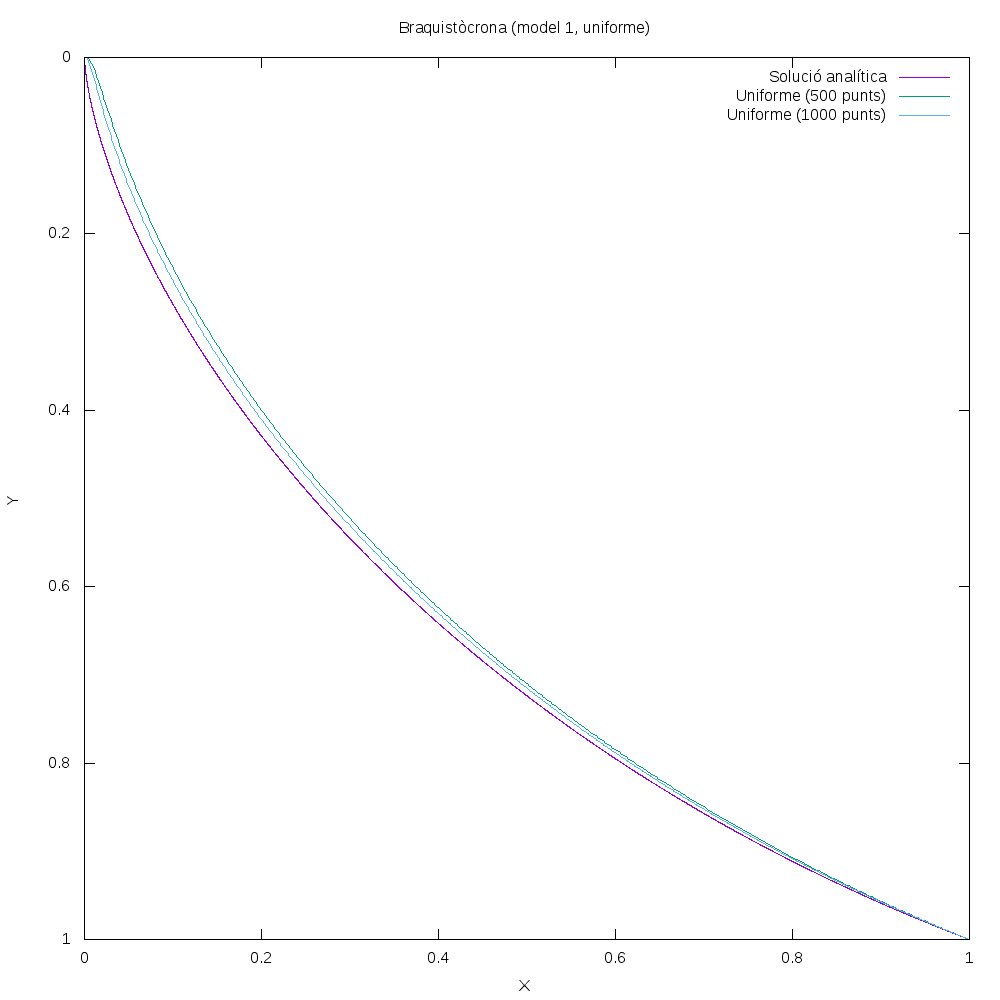 Braquistòcrona (model 1, uniforme)
Solució analítica
Uniforme (500 punts)
Uniforme (1000 punts)
0
0.2
0.4
0.6
0.8
1
Y
0
0.2
0.4
0.6
0.8
1
X